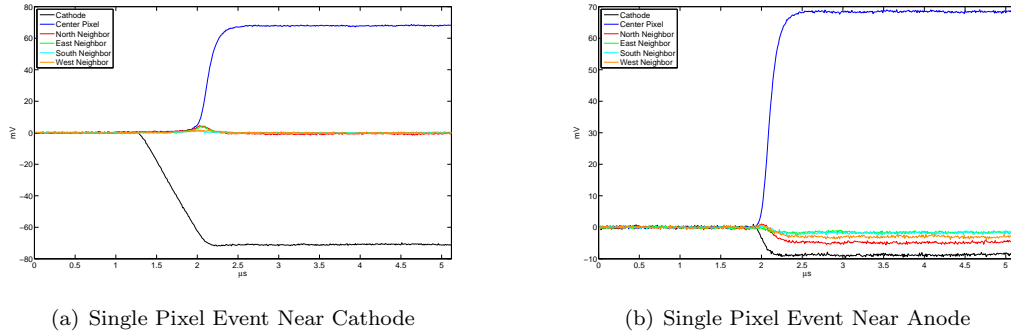 80
60
40
20
0
−20
−40
−60
−80
mV
0 0.5 1 1.5 2 2.5 3 3.5 4 4.5 5
μs
Cathode
Center Pixel
North Neighbor
East Neighbor
South Neighbor
West Neighbor
(a) Single Pixel Event Near Cathode
70
60
50
40
30
20
10
0
−10
mV
0 0.5 1 1.5 2 2.5 3 3.5 4 4.5 5
μs
Cathode
Center Pixel
North Neighbor
East Neighbor
South Neighbor
West Neighbor
(b) Single Pixel Event Near Anode